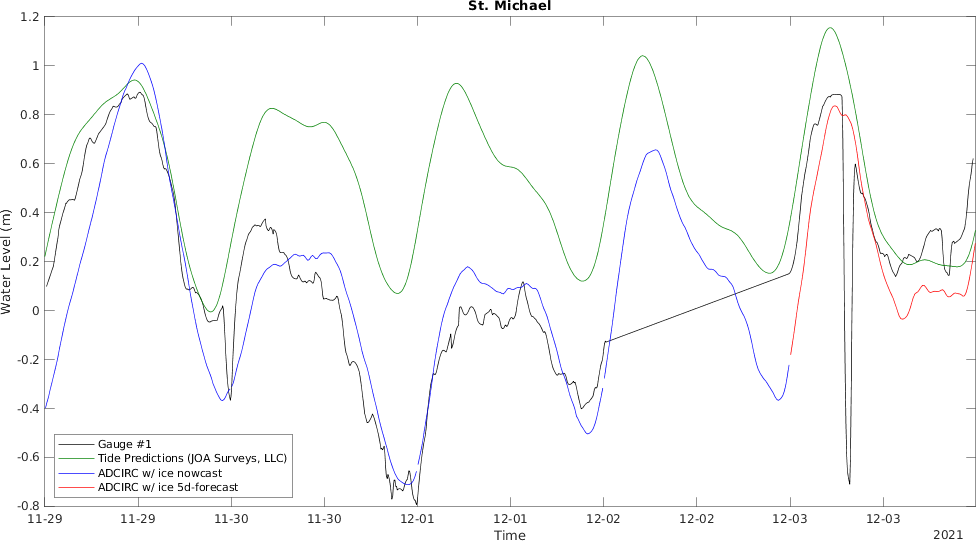 St. Michael
1.2
1
0.8
0.6
0.4
0.2
0
-0.2
-0.4
-0.6
-0.8
Water Level (m)
Gauge #1
Tide Predictions (JOA Surveys, LLC)
ADCIRC w/ ice nowcast
ADCIRC w/ ice 5d-forecast
11-29 11-29 11-30 11-30 12-01 12-01 12-02 12-02 12-03 12-03
Time
2021